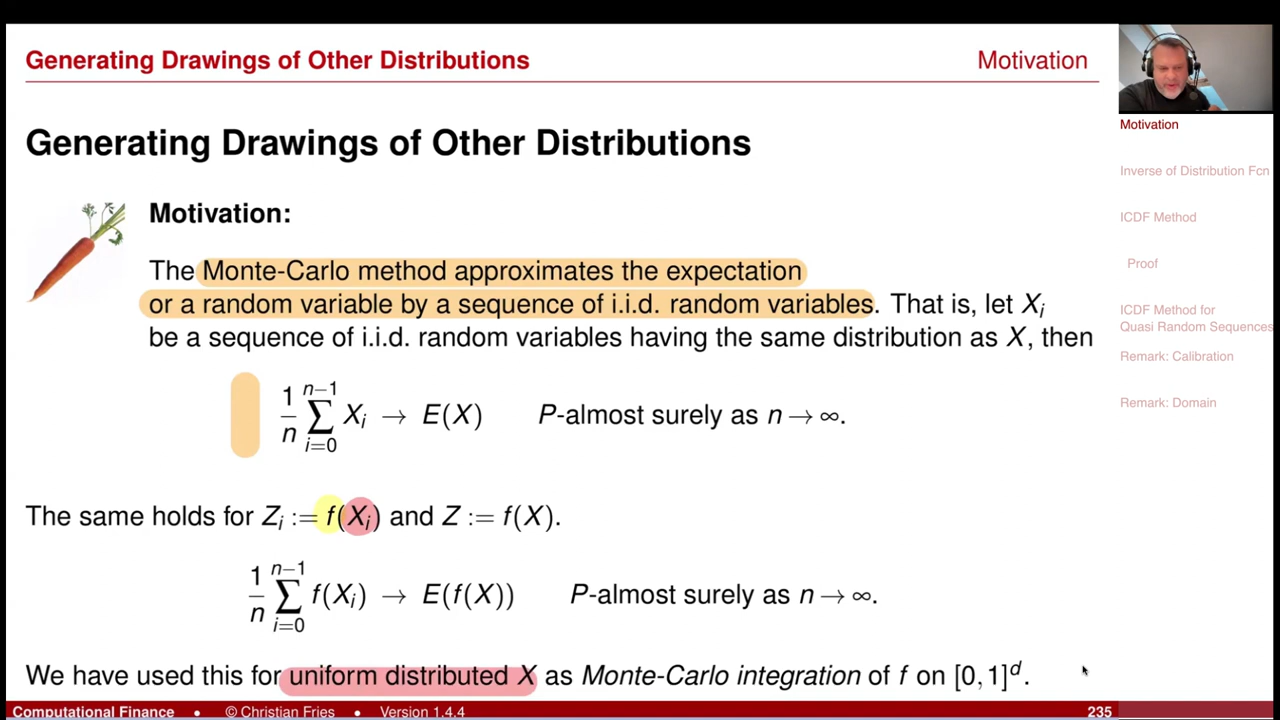 Generating Drawings of Other Distributions
Motivation
Generating Drawings of Other Distributions
Motivation:
The Monte-Carlo method approximates the expectation
or a random variable by a sequence of i.i.d. random variables. That is, let Xᵢ
be a sequence of i.i.d. random variables having the same distribution as X, then
1/n ∑_{i=0}^{n−1} Xᵢ → E(X) P-almost surely as n → ∞.
The same holds for Zᵢ := f(Xᵢ) and Z := f(X).
1/n ∑_{i=0}^{n−1} f(Xᵢ) → E(f(X)) P-almost surely as n → ∞.
We have used this for uniform distributed X as Monte-Carlo integration of f on [0,1]ᵈ.
Motivation
Inverse of Distribution Fcn
ICDF Method
Proof
ICDF Method for
Quasi Random Sequences
Remark: Calibration
Remark: Domain
Computational Finance • © Christian Fries • Version 1.4.4
235